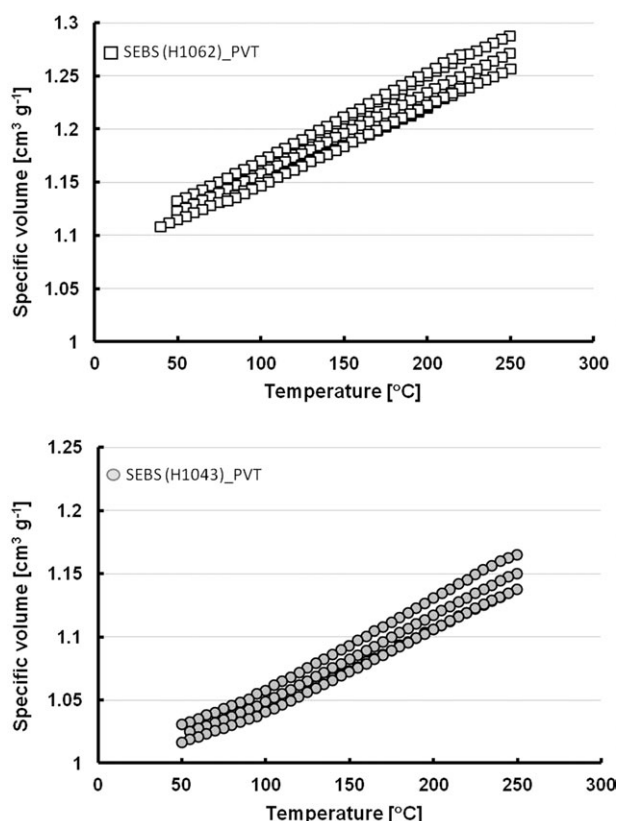 1.3
SEBS (H1062)_PVT
1.25
1.2
1.15
1.1
1.05
1
0 50 100 150 200 250 300
Specific volume [cm³ g⁻¹]
Temperature [°C]
1.25
SEBS (H1043)_PVT
1.2
1.15
1.1
1.05
1
0 50 100 150 200 250 300
Specific volume [cm³ g⁻¹]
Temperature [°C]